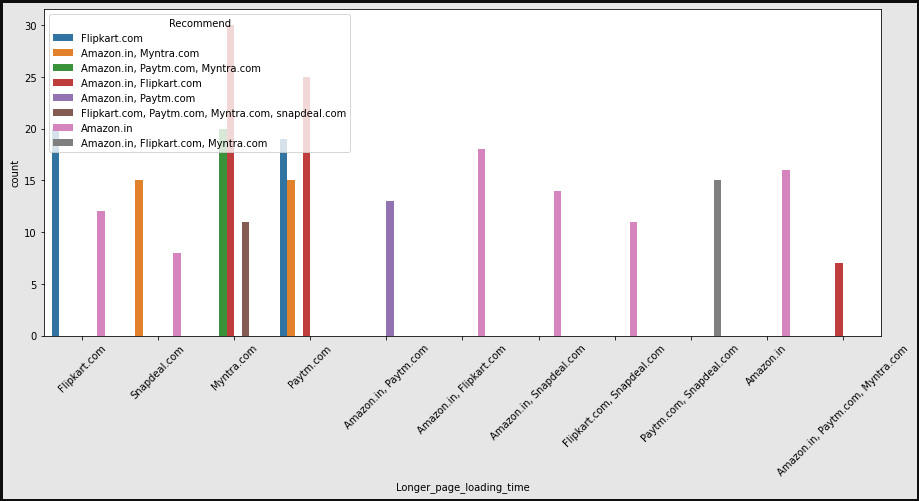 Recommend
Flipkart.com
Amazon.in, Myntra.com
Amazon.in, Paytm.com, Myntra.com
Amazon.in, Flipkart.com
Amazon.in, Paytm.com
Flipkart.com, Paytm.com, Myntra.com, snapdeal.com
Amazon.in
Amazon.in, Flipkart.com, Myntra.com
30
25
20
15
10
5
0
count
Flipkart.com
Snapdeal.com
Myntra.com
Paytm.com
Amazon.in, Paytm.com
Amazon.in, Flipkart.com
Amazon.in, Snapdeal.com
Flipkart.com, Snapdeal.com
Paytm.com, Snapdeal.com
Amazon.in
Amazon.in, Paytm.com, Myntra.com
Longer_page_loading_time